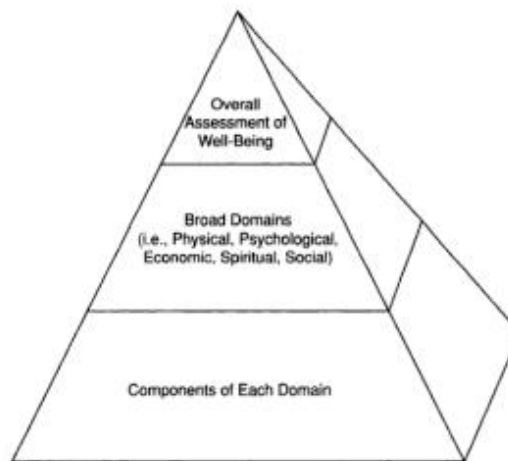 Overall
Assessment of
Well-Being
Broad Domains
(i.e., Physical, Psychological,
Economic, Spiritual, Social)
Components of Each Domain